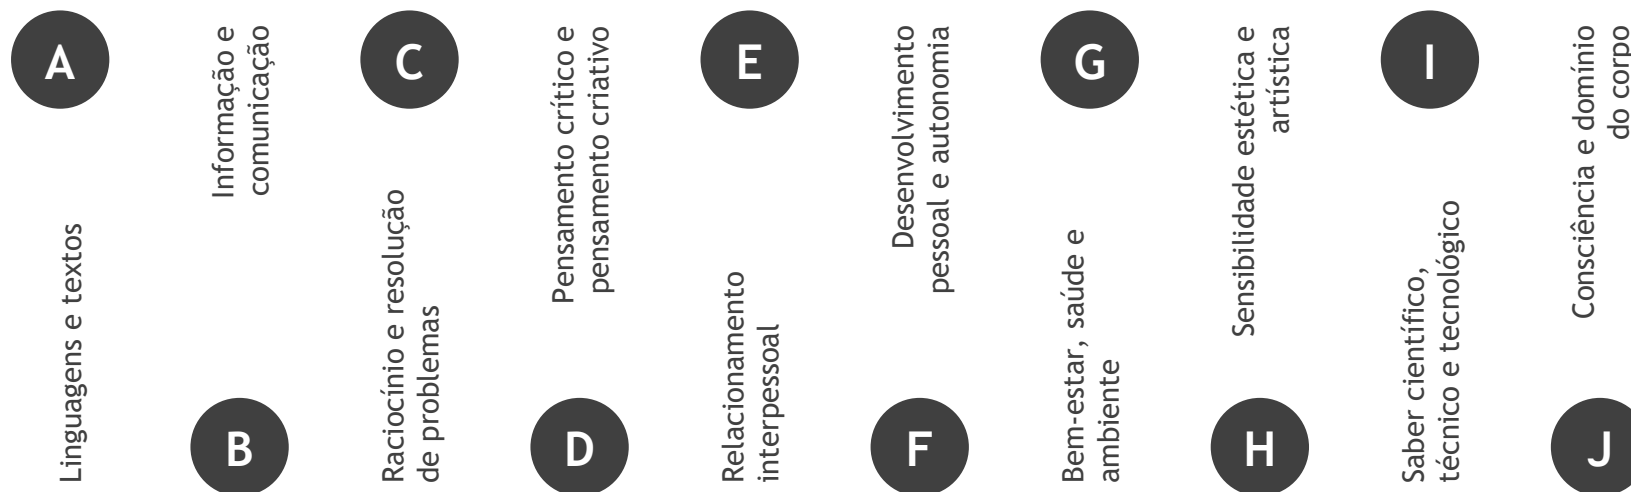 A
Linguagens e textos
Informação e
comunicação
B
C
Raciocínio e resolução
de problemas
Pensamento crítico e
pensamento criativo
D
E
Relacionamento
interpessoal
Desenvolvimento
pessoal e autonomia
F
G
Bem-estar, saúde e
ambiente
Sensibilidade estética e
artística
H
I
Saber científico,
técnico e tecnológico
Consciência e domínio
do corpo
J